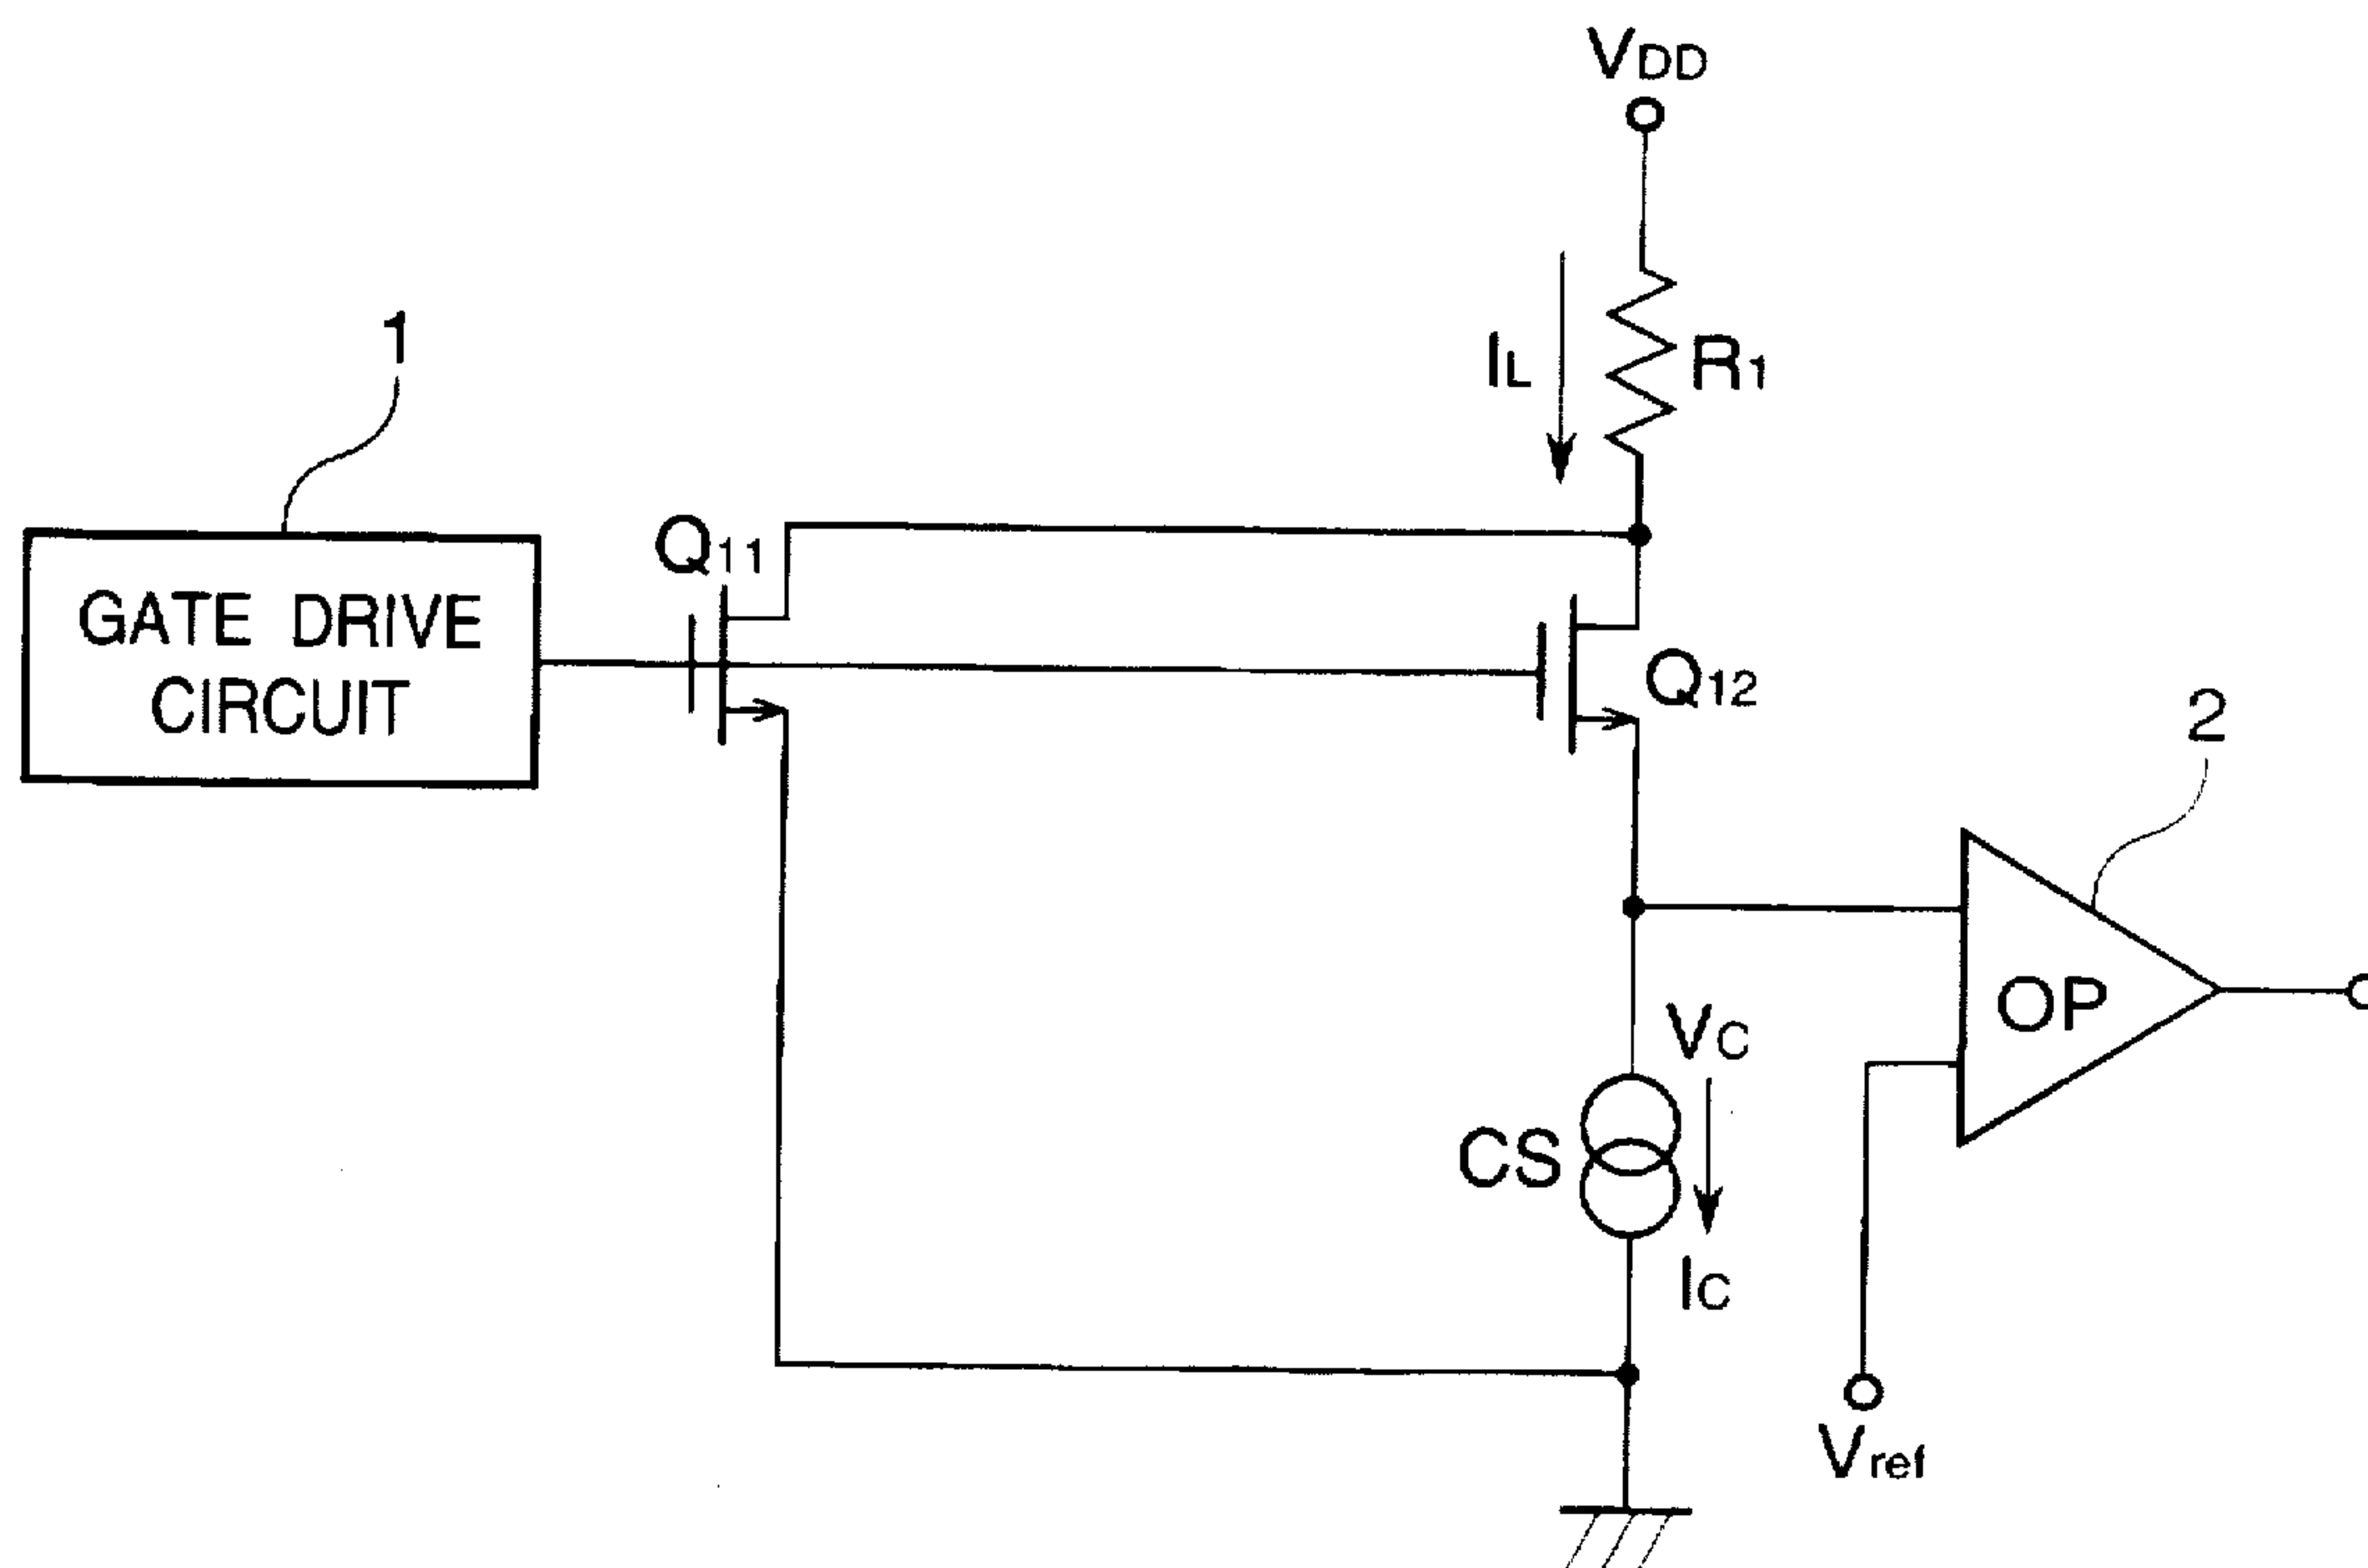 VDD
1
IL
R1
Q11
GATE DRIVE
CIRCUIT
Q12
2
OP
VC
CS
IC
Vref